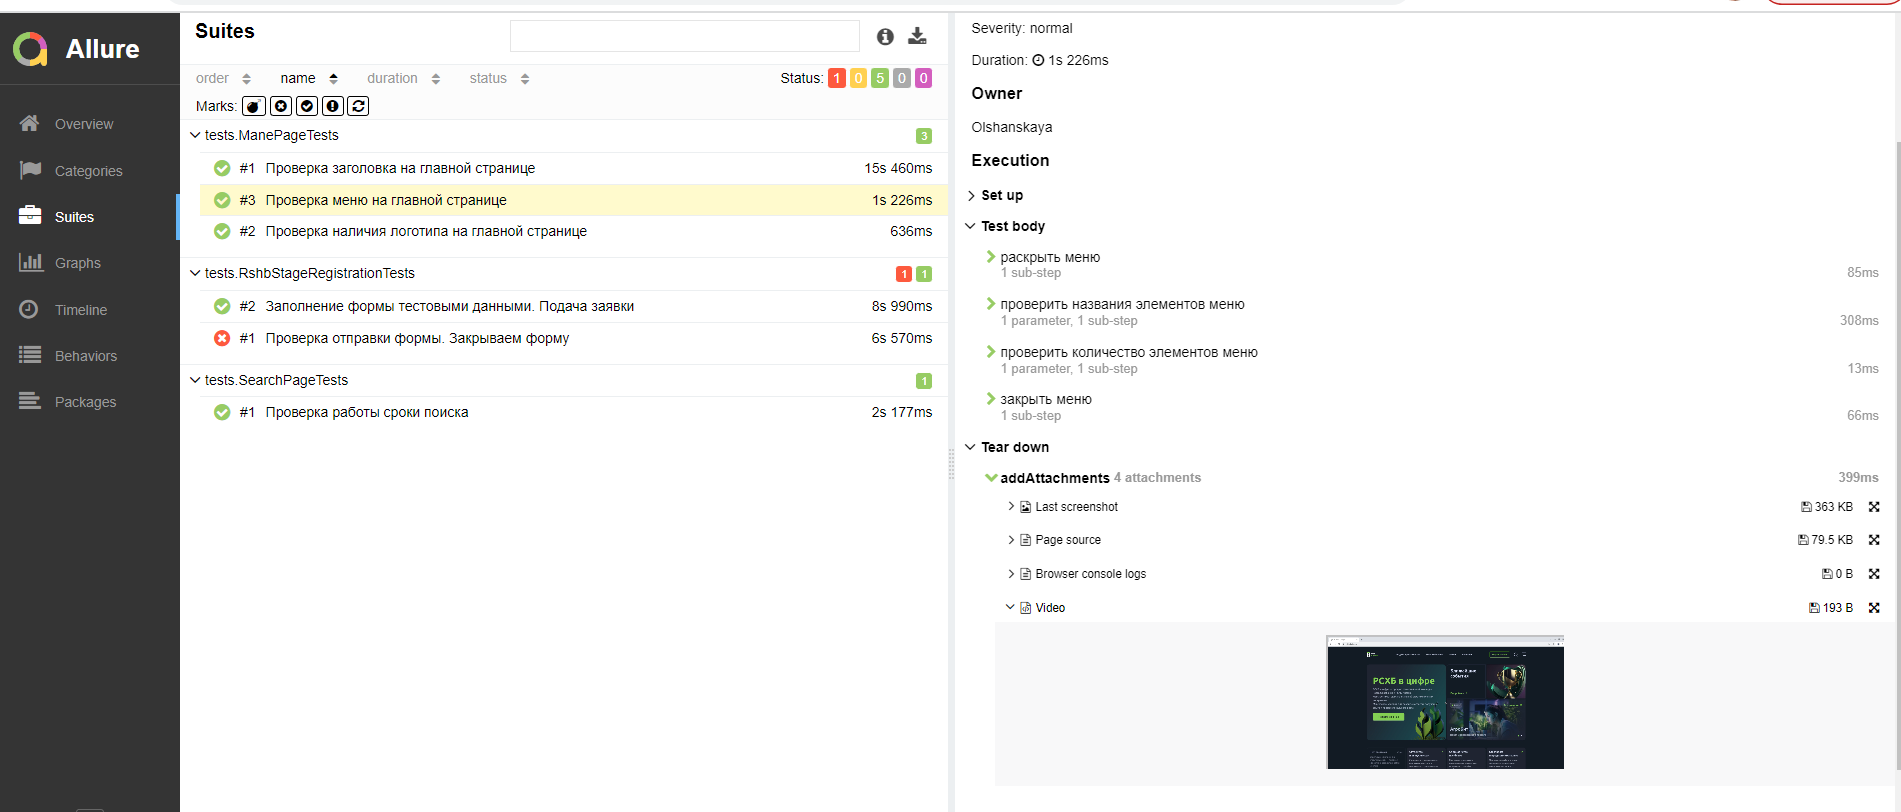 Allure
Overview
Categories
Suites
Graphs
Timeline
Behaviors
Packages
Suites
order name duration status Status: 1 0 5 0 0
Marks:
tests.ManePageTests 3
#1 Проверка заголовка на главной странице 15s 460ms
#3 Проверка меню на главной странице 1s 226ms
#2 Проверка наличия логотипа на главной странице 636ms
tests.RshbStageRegistrationTests 1 1
#2 Заполнение формы тестовыми данными. Подача заявки 8s 990ms
#1 Проверка отправки формы. Закрываем форму 6s 570ms
tests.SearchPageTests 1
#1 Проверка работы сроки поиска 2s 177ms
Severity: normal
Duration: 1s 226ms
Owner
Olshanskaya
Execution
Set up
Test body
раскрыть меню
1 sub-step 85ms
проверить названия элементов меню
1 parameter, 1 sub-step 308ms
проверить количество элементов меню
1 parameter, 1 sub-step 13ms
закрыть меню
1 sub-step 66ms
Tear down
addAttachments 4 attachments 399ms
Last screenshot 363 KB
Page source 79.5 KB
Browser console logs 0 B
Video 193 B
РСХБ в цифре